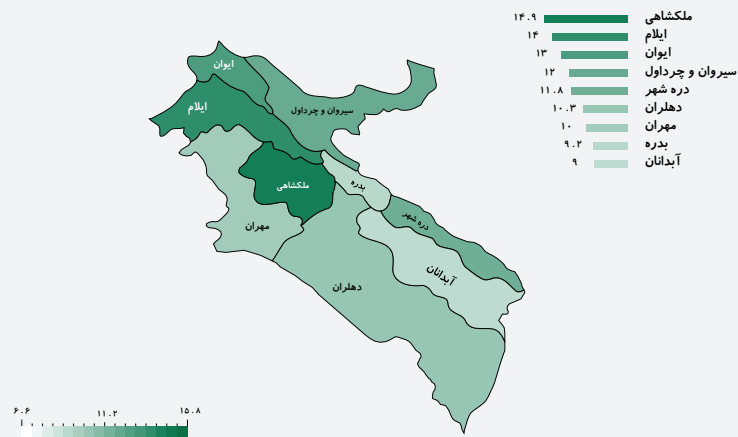 ملکشاهی ۱۴.۹
ایلام ۱۴
ایوان ۱۳
سیروان و چرداول ۱۲
دره شهر ۱۱.۸
دهلران ۱۰.۳
مهران ۱۰
بدره ۹.۲
آبدانان ۹
ایوان
ایلام
سیروان و چرداول
ملکشاهی
بدره
مهران
دره شهر
آبدانان
دهلران
۶.۶ ۱۱.۲ ۱۵.۸